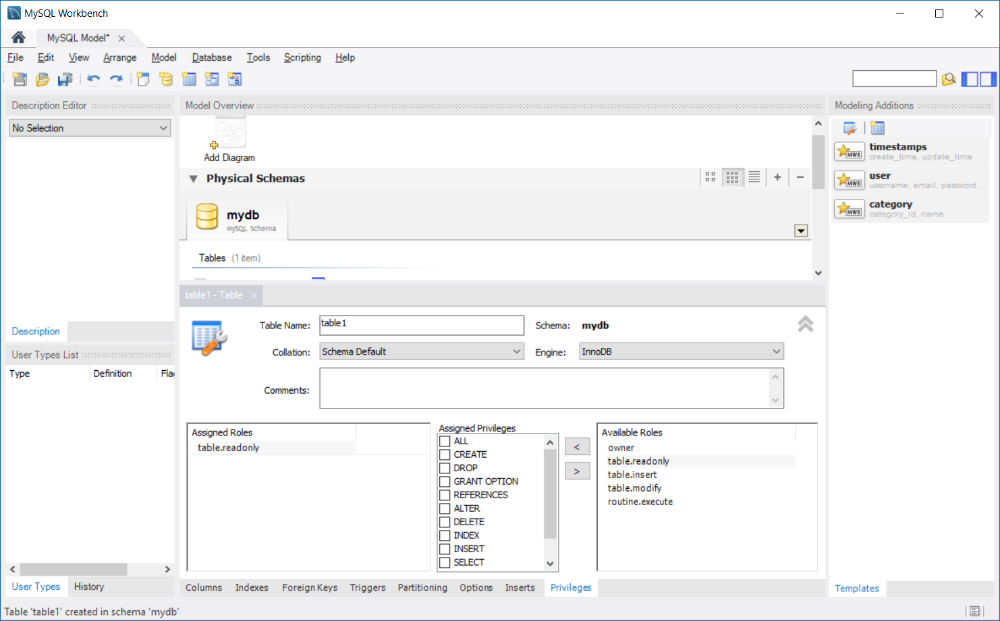 MySQL Workbench
MySQL Model*
File Edit View Arrange Model Database Tools Scripting Help
Description Editor
No Selection
Description
User Types List
Type Definition Flag
User Types History
Model Overview
Add Diagram
Physical Schemas
mydb
MySQL Schema
Tables (1 item)
table1 - Table
Table Name: table1 Schema: mydb
Collation: Schema Default Engine: InnoDB
Comments:
Assigned Roles
table.readonly
Assigned Privileges
ALL
CREATE
DROP
GRANT OPTION
REFERENCES
ALTER
DELETE
INDEX
INSERT
SELECT
<
>
Available Roles
owner
table.readonly
table.insert
table.modify
routine.execute
Columns Indexes Foreign Keys Triggers Partitioning Options Inserts Privileges
Modeling Additions
MWB timestamps
create_time, update_time
MWB user
username, email, password...
MWB category
category_id, name
Templates
Table 'table1' created in schema 'mydb'